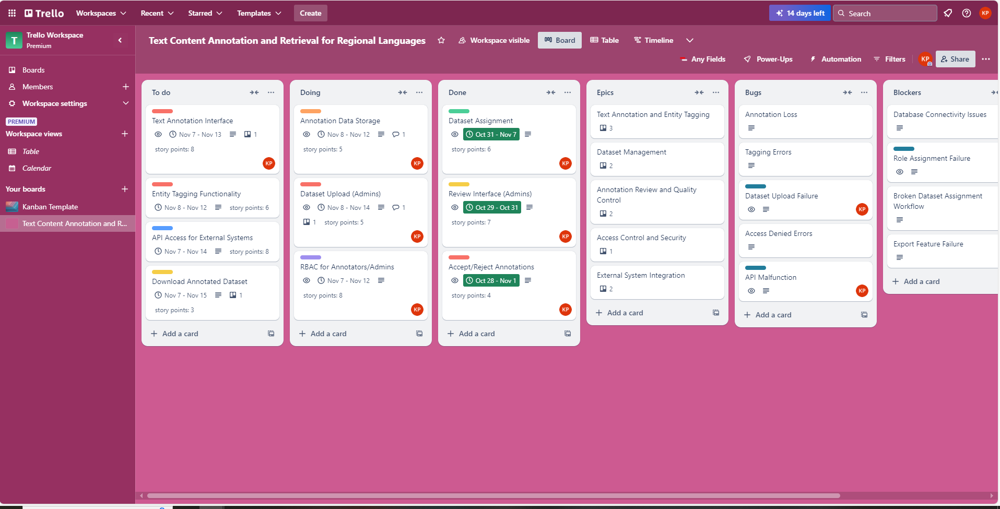 Trello
Workspaces
Recent
Starred
Templates
Create
14 days left
Search
KP
T
Trello Workspace
Premium
Boards
Members
Workspace settings
PREMIUM
Workspace views
Table
Calendar
Your boards
Kanban Template
Text Content Annotation and R...
Text Content Annotation and Retrieval for Regional Languages
Workspace visible
Board
Table
Timeline
Any Fields
Power-Ups
Automation
Filters
KP
Share
To do
Text Annotation Interface
Nov 7 - Nov 13
1
story points: 8
KP
Entity Tagging Functionality
Nov 8 - Nov 12
story points: 6
API Access for External Systems
Nov 7 - Nov 14
story points: 8
Download Annotated Dataset
Nov 7 - Nov 15
1
story points: 3
Add a card
Doing
Annotation Data Storage
Nov 8 - Nov 12
1
story points: 5
KP
Dataset Upload (Admins)
Nov 8 - Nov 14
1
1
story points: 5
KP
RBAC for Annotators/Admins
Nov 7 - Nov 12
story points: 8
KP
Add a card
Done
Dataset Assignment
Oct 31 - Nov 7
story points: 6
KP
Review Interface (Admins)
Oct 29 - Oct 31
story points: 7
KP
Accept/Reject Annotations
Oct 28 - Nov 1
story points: 4
KP
Add a card
Epics
Text Annotation and Entity Tagging
3
Dataset Management
2
Annotation Review and Quality
Control
2
Access Control and Security
1
External System Integration
2
Add a card
Bugs
Annotation Loss
Tagging Errors
Dataset Upload Failure
KP
Access Denied Errors
API Malfunction
KP
Add a card
Blockers
Database Connectivity Issues
Role Assignment Failure
Broken Dataset Assignment
Workflow
Export Feature Failure
Add a card